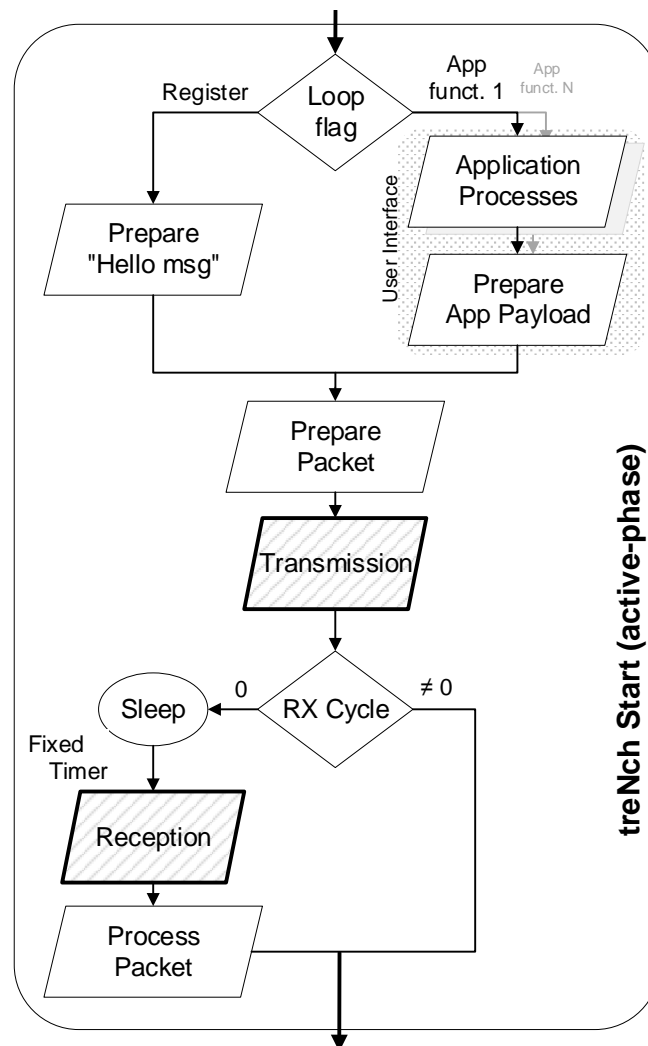 Register
Loop
flag
App
funct. 1
App
funct. N
Application
Processes
User Interface
Prepare
"Hello msg"
Prepare
App Payload
Prepare
Packet
Transmission
RX Cycle
0
≠ 0
Sleep
Fixed
Timer
Reception
Process
Packet
treNch Start (active-phase)